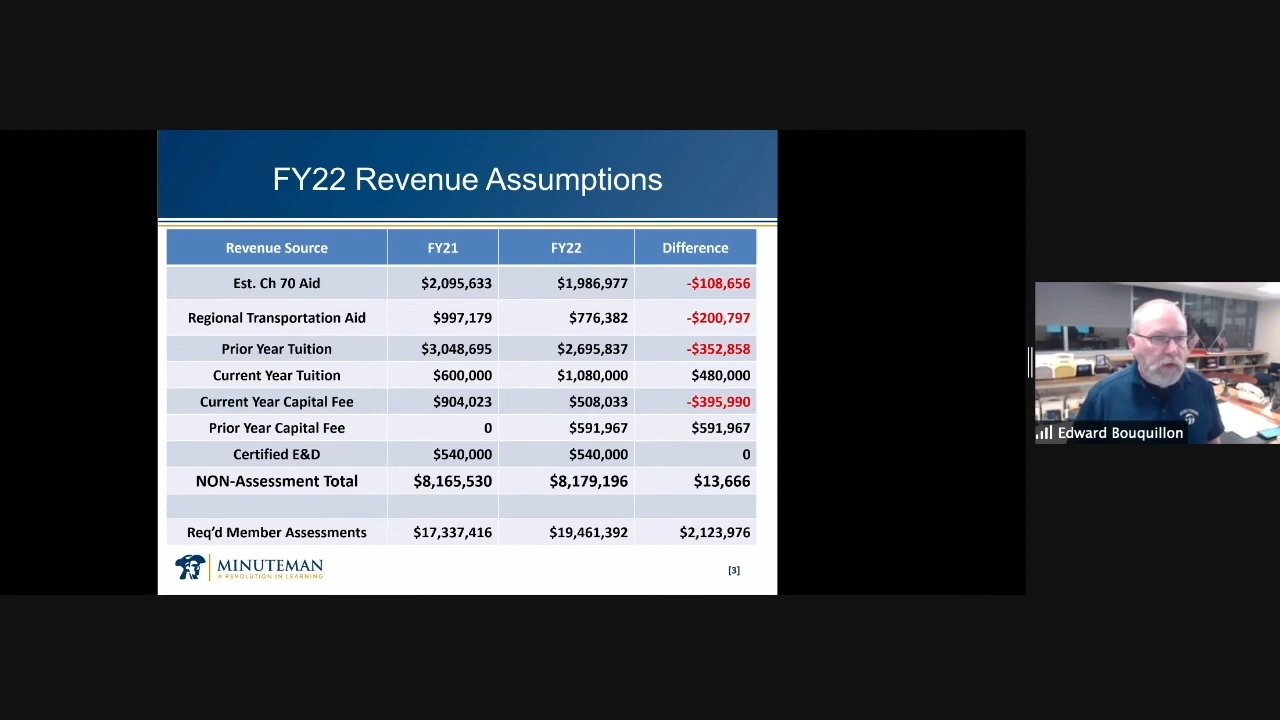 FY22 Revenue Assumptions
Revenue Source FY21 FY22 Difference
Est. Ch 70 Aid $2,095,633 $1,986,977 -$108,656
Regional Transportation Aid $997,179 $776,382 -$200,797
Prior Year Tuition $3,048,695 $2,695,837 -$352,858
Current Year Tuition $600,000 $1,080,000 $480,000
Current Year Capital Fee $904,023 $508,033 -$395,990
Prior Year Capital Fee 0 $591,967 $591,967
Certified E&D $540,000 $540,000 0
NON-Assessment Total $8,165,530 $8,179,196 $13,666
Req'd Member Assessments $17,337,416 $19,461,392 $2,123,976
MINUTEMAN
A REVOLUTION IN LEARNING
[3]
Edward Bouquillon